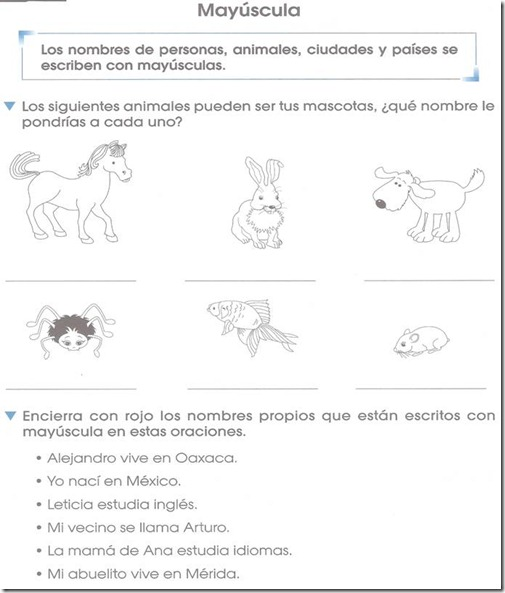 Mayúscula
Los nombres de personas, animales, ciudades y países se
escriben con mayúsculas.
Los siguientes animales pueden ser tus mascotas, ¿qué nombre le
pondrías a cada uno?
Encierra con rojo los nombres propios que están escritos con
mayúscula en estas oraciones.
• Alejandro vive en Oaxaca.
• Yo nací en México.
• Leticia estudia inglés.
• Mi vecino se llama Arturo.
• La mamá de Ana estudia idiomas.
• Mi abuelito vive en Mérida.